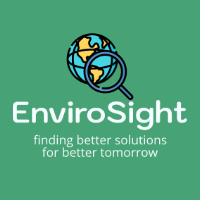 EnviroSight
finding better solutions
for better tomorrow